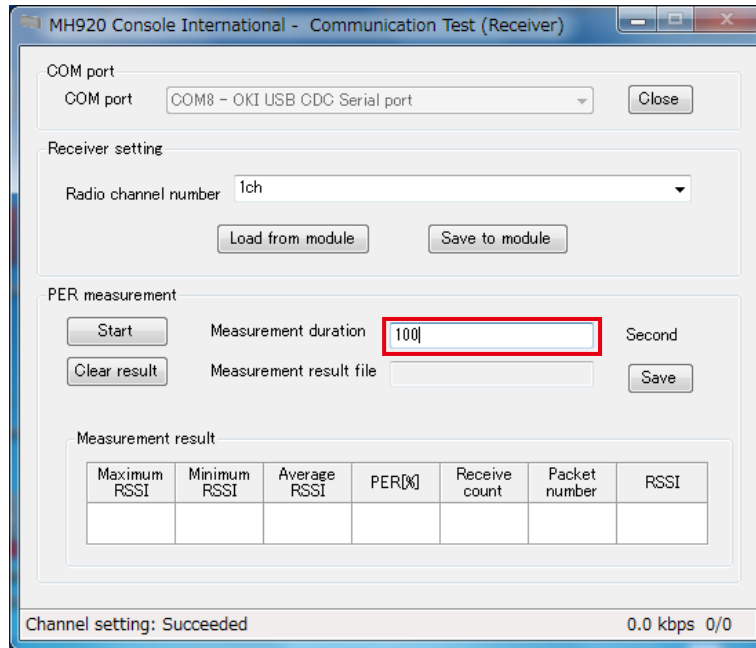 MH920 Console International - Communication Test (Receiver)
COM port
COM port COM8 - OKI USB CDC Serial port Close
Receiver setting
Radio channel number 1ch
Load from module Save to module
PER measurement
Start Measurement duration 100 Second
Clear result Measurement result file Save
Measurement result
Maximum RSSI Minimum RSSI Average RSSI PER[%] Receive count Packet number RSSI
Channel setting: Succeeded 0.0 kbps 0/0